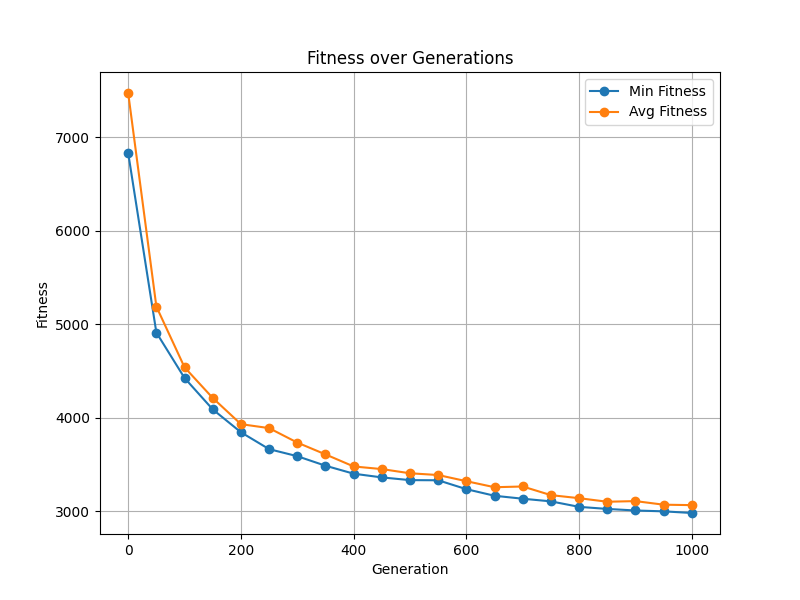 Fitness over Generations
Min Fitness
Avg Fitness
7000
6000
5000
4000
3000
Fitness
0 200 400 600 800 1000
Generation